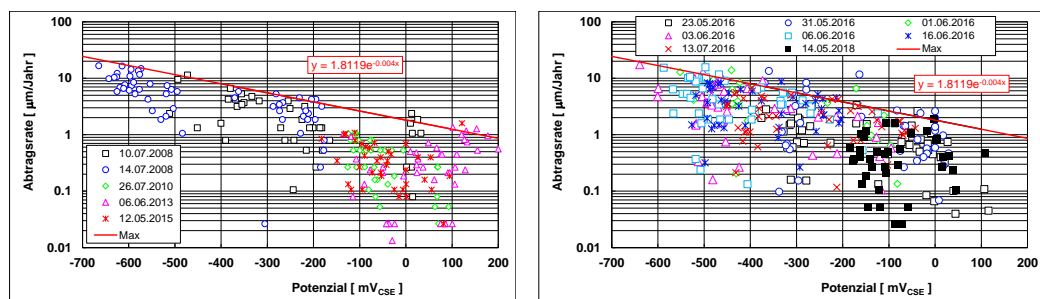 100
10
1
0.1
0.01
Abtragsrate [ µm/Jahr ]
y = 1.8119e-0.004x
10.07.2008
14.07.2008
26.07.2010
06.06.2013
12.05.2015
Max
-700 -600 -500 -400 -300 -200 -100 0 100 200
Potenzial [ mVCSE ]
100
10
1
0.1
0.01
Abtragsrate [ µm/Jahr ]
23.05.2016 31.05.2016 01.06.2016
03.06.2016 06.06.2016 16.06.2016
13.07.2016 14.05.2018 Max
y = 1.8119e-0.004x
-700 -600 -500 -400 -300 -200 -100 0 100 200
Potenzial [ mVCSE ]